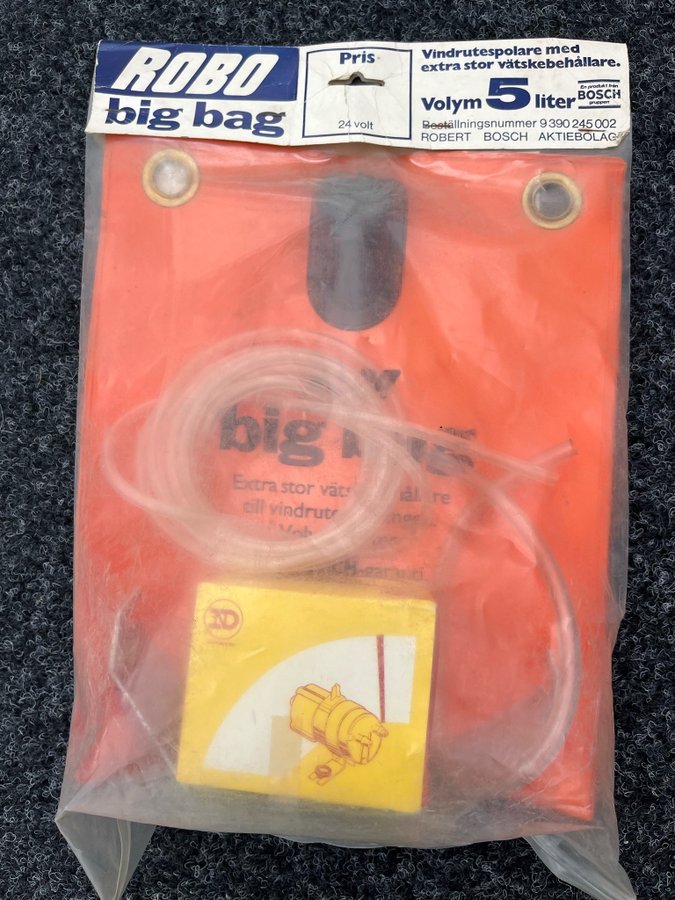 ROBO
big bag
Pris
24 volt
Vindrutespolare med
extra stor vätskebehållare.
Volym 5 liter
En produkt från
BOSCH
gruppen
Beställningsnummer 9 390 245 002
ROBERT BOSCH AKTIEBOLAG
big bag
Extra stor
till